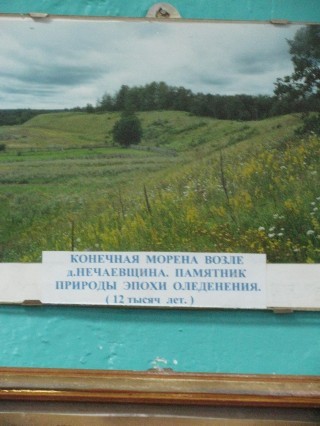 КОНЕЧНАЯ МОРЕНА ВОЗЛЕ
д.НЕЧАЕВЩИНА. ПАМЯТНИК
ПРИРОДЫ ЭПОХИ ОЛЕДЕНЕНИЯ.
( 12 тысяч лет. )